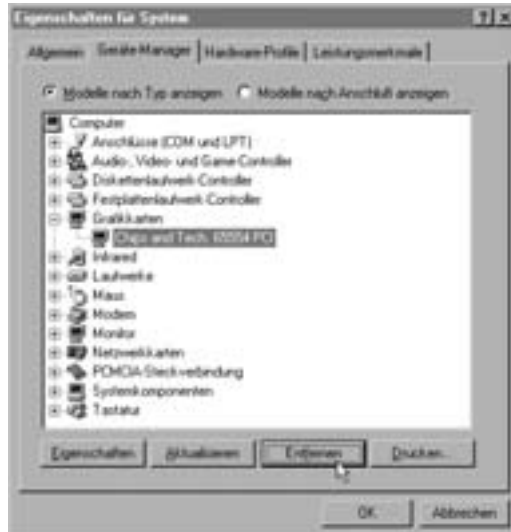 Eigenschaften für System
Allgemein Geräte-Manager Hardware-Profile Leistungsmerkmale
Modelle nach Typ anzeigen Modelle nach Anschluß anzeigen
Computer
Anschlüsse (COM und LPT)
Audio-, Video- und Game-Controller
Diskettenlaufwerk-Controller
Festplattenlaufwerk-Controller
Grafikkarten
Chips and Tech. 65554 PCI
Infrared
Laufwerke
Maus
Modem
Monitor
Netzwerkkarten
PCMCIA-Steckverbindung
Systemkomponenten
Tastatur
Eigenschaften Aktualisieren Entfernen Drucken...
OK Abbrechen